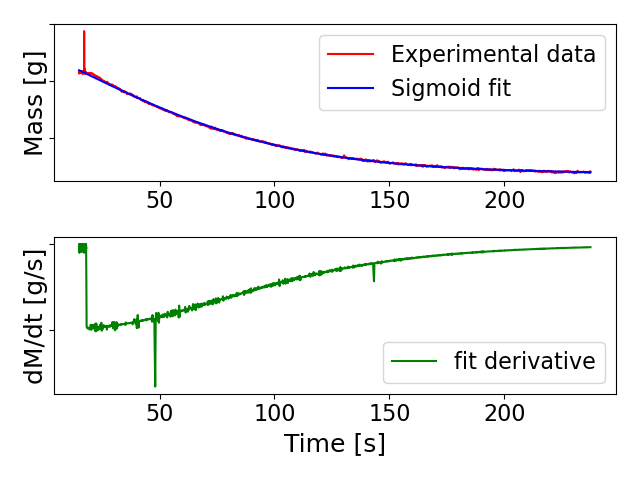 Mass [g]
Experimental data
Sigmoid fit
50 100 150 200
dM/dt [g/s]
fit derivative
50 100 150 200
Time [s]